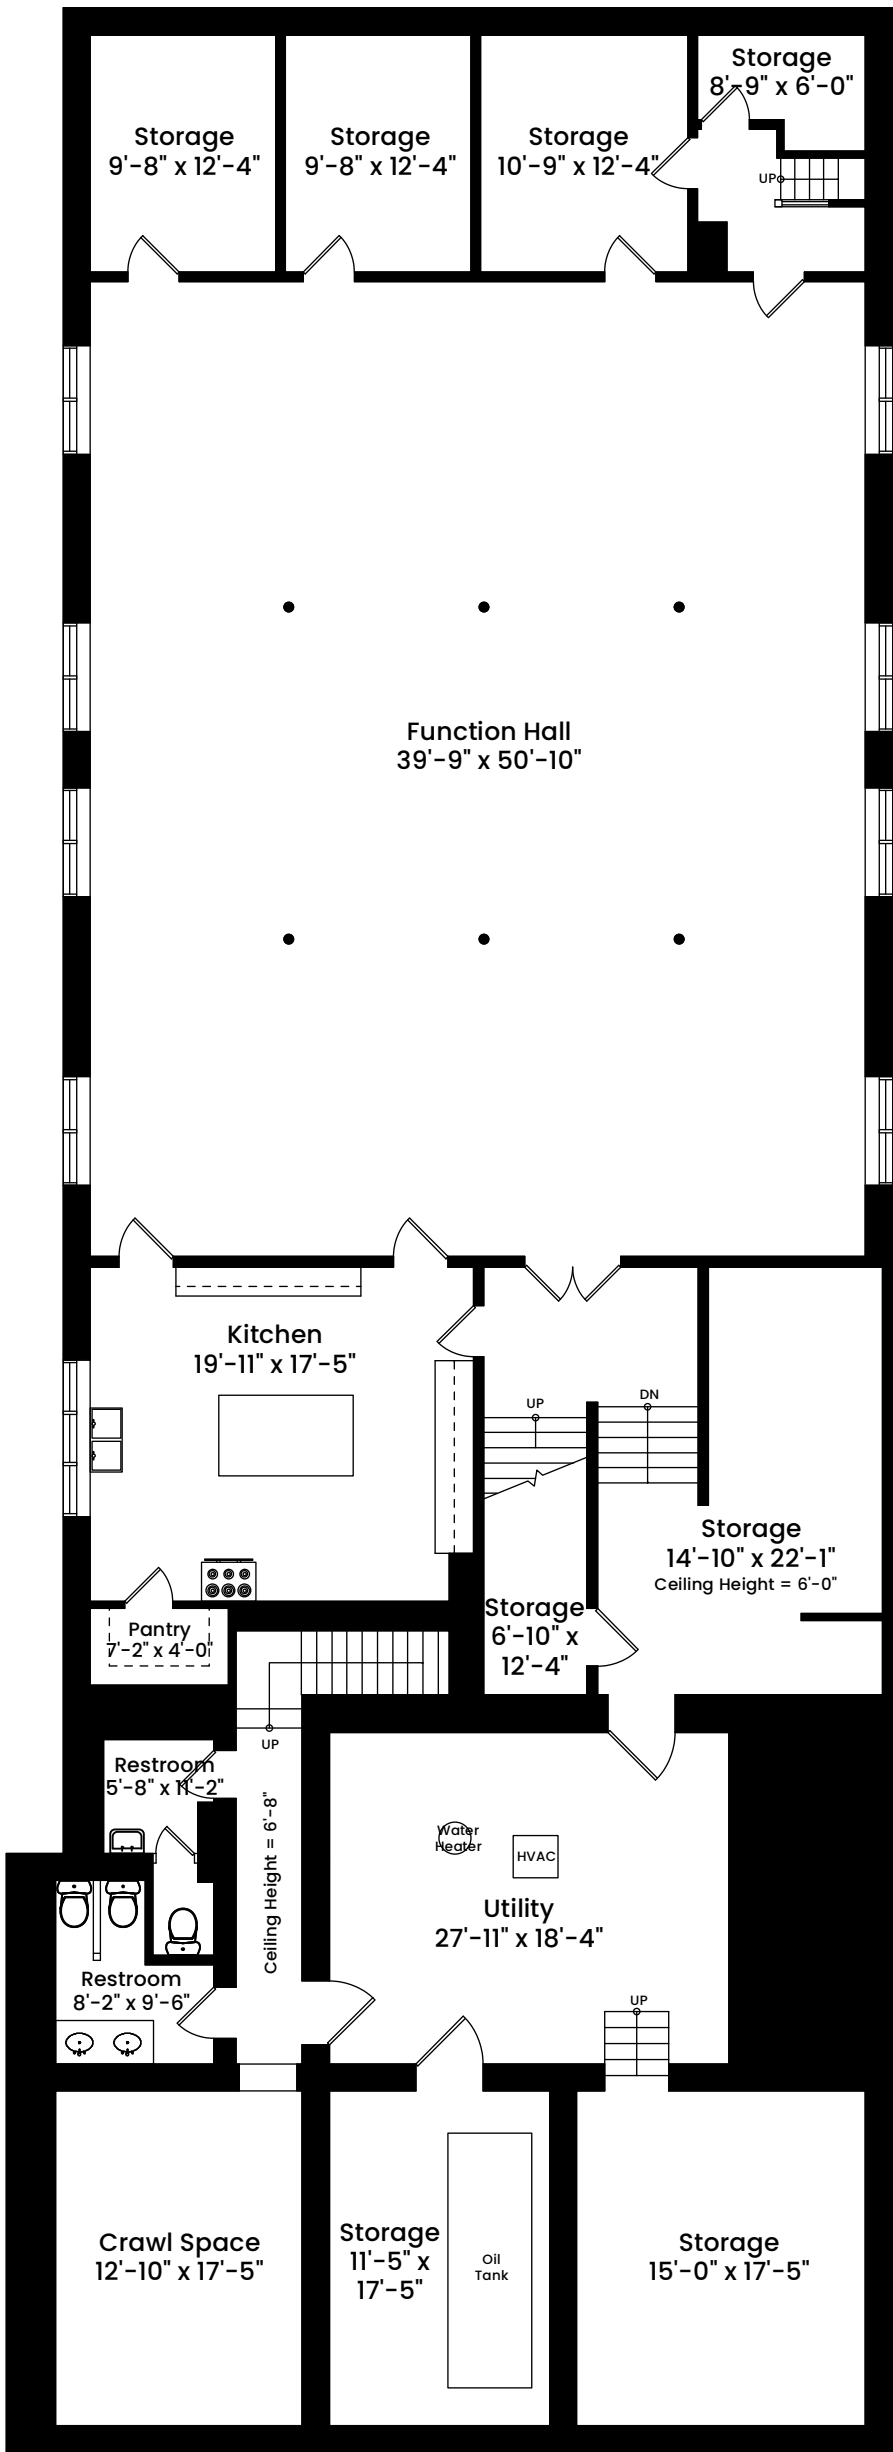 Storage
8'-9" x 6'-0"
Storage
9'-8" x 12'-4"
Storage
9'-8" x 12'-4"
Storage
10'-9" x 12'-4"
UP
Function Hall
39'-9" x 50'-10"
Kitchen
19'-11" x 17'-5"
UP
DN
Storage
14'-10" x 22'-1"
Ceiling Height = 6'-0"
Storage
6'-10" x
12'-4"
Pantry
7'-2" x 4'-0"
UP
Restroom
5'-8" x 11'-2"
Ceiling Height = 6'-8"
Water
Heater
HVAC
Utility
27'-11" x 18'-4"
Restroom
8'-2" x 9'-6"
UP
Crawl Space
12'-10" x 17'-5"
Storage
11'-5" x
17'-5"
Oil
Tank
Storage
15'-0" x 17'-5"